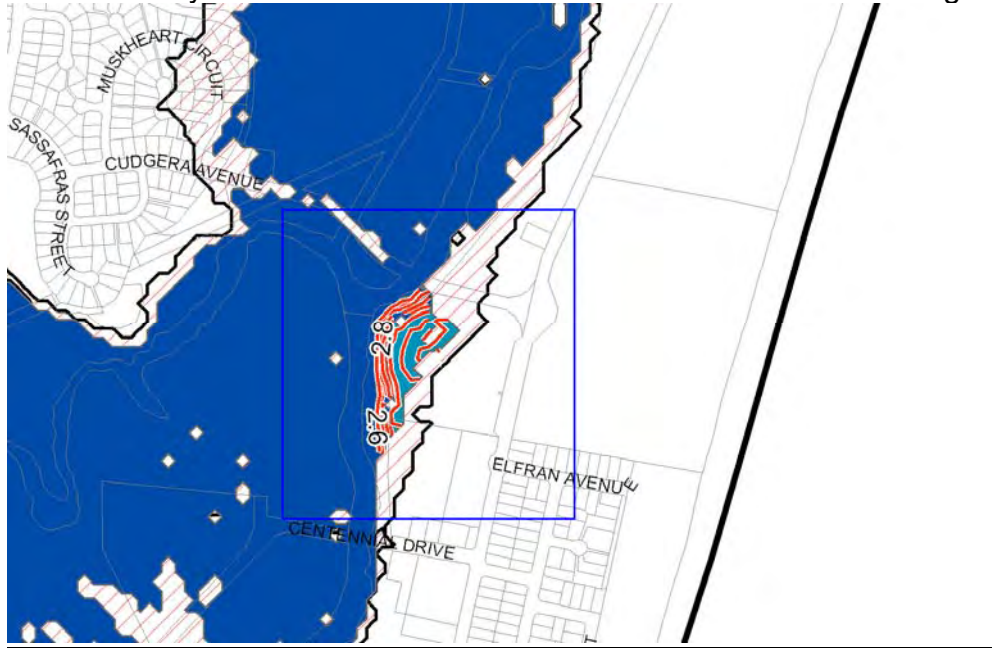 MUSKHEART CIRCUIT
SASSAFRAS STREET
CUDGERA AVENUE
2.8
2.6
ELFRAN AVENUE
CENTENNIAL DRIVE